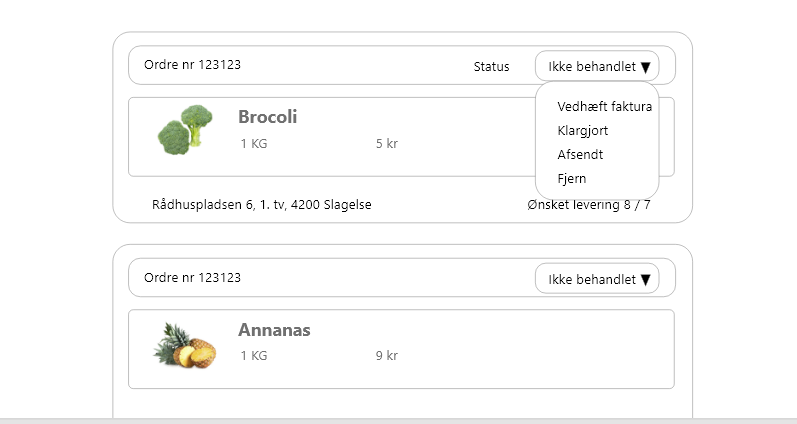 Ordre nr 123123
Status
Ikke behandlet ▼
Vedhæft faktura
Klargjort
Afsendt
Fjern
Brocoli
1 KG
5 kr
Rådhuspladsen 6, 1. tv, 4200 Slagelse
Ønsket levering 8 / 7
Ordre nr 123123
Ikke behandlet ▼
Annanas
1 KG
9 kr